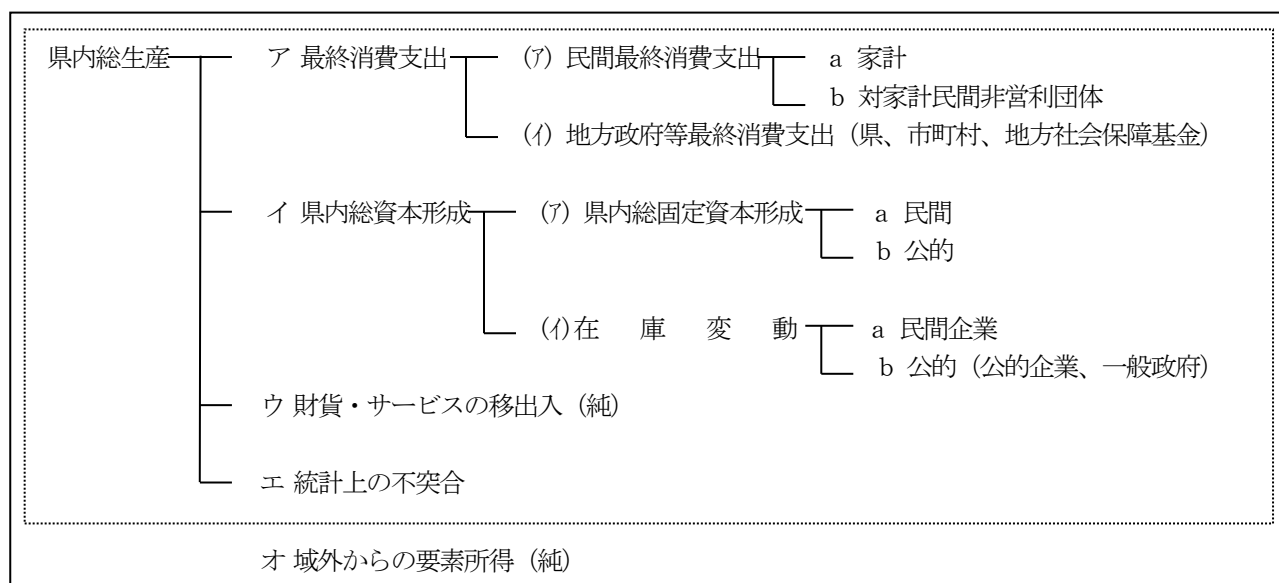 県内総生産 ア 最終消費支出 (ｱ) 民間最終消費支出 a 家計
b 対家計民間非営利団体
(ｲ) 地方政府等最終消費支出（県、市町村、地方社会保障基金）
イ 県内総資本形成 (ｱ) 県内総固定資本形成 a 民間
b 公的
(ｲ) 在庫変動 a 民間企業
b 公的（公的企業、一般政府）
ウ 財貨・サービスの移出入（純）
エ 統計上の不突合
オ 域外からの要素所得（純）